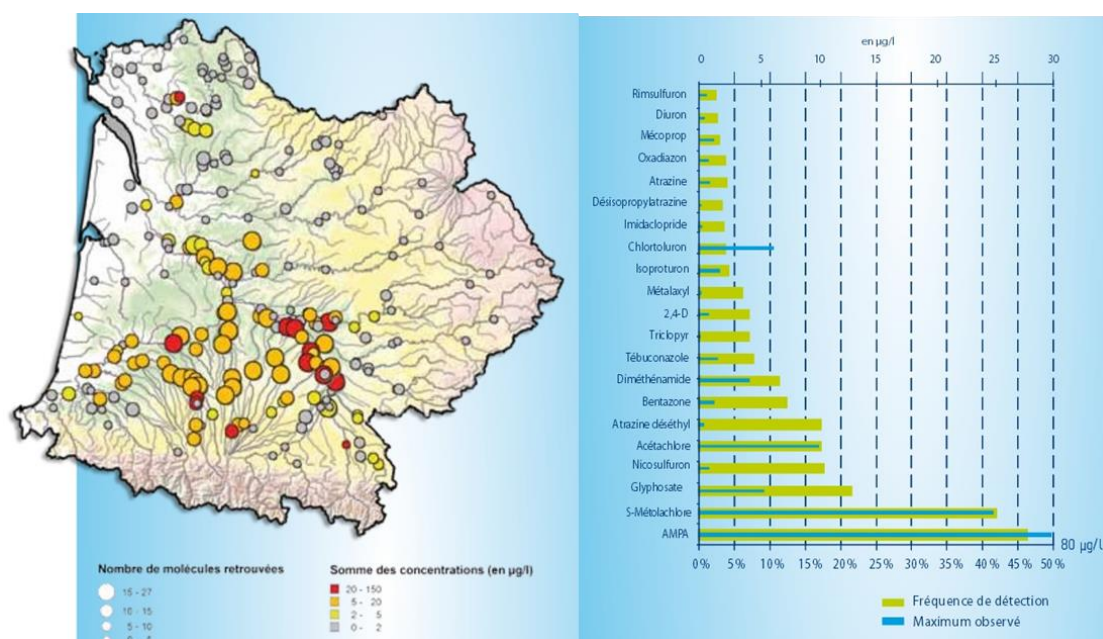 Nombre de molécules retrouvées
16 - 27
10 - 15
5 - 10
Somme des concentrations (en µg/l)
20 - 150
5 - 20
2 - 5
0 - 2
en µg/l
0 5 10 15 20 25 30
Rimsulfuron
Diuron
Mécoprop
Oxadiazon
Atrazine
Désisopropylatrazine
Imidaclopride
Chlortoluron
Isoproturon
Métalaxyl
2,4-D
Triclopyr
Tébuconazole
Diméthénamide
Bentazone
Atrazine déséthyl
Acétachlore
Nicosulfuron
Glyphosate
S-Métolachlore
AMPA
80 µg/l
0% 5% 10% 15% 20% 25% 30% 35% 40% 45% 50%
Fréquence de détection
Maximum observé